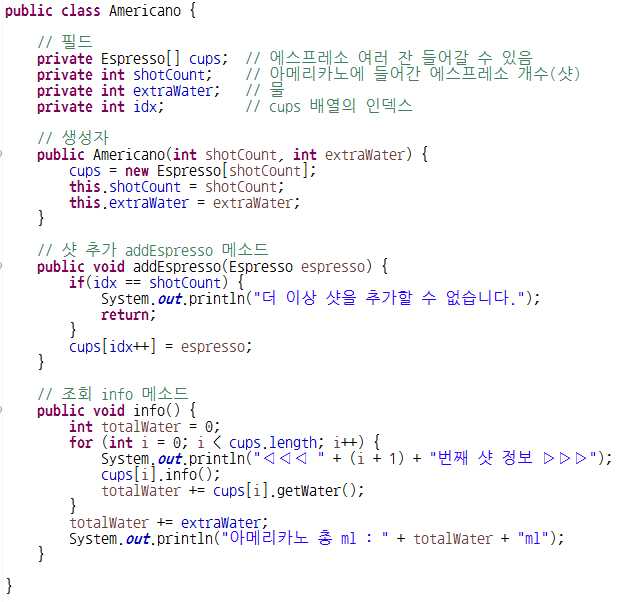 public class Americano {
// 필드
private Espresso[] cups;  // 에스프레소 여러 잔 들어갈 수 있음
private int shotCount;    // 아메리카노에 들어간 에스프레소 개수(샷)
private int extraWater;   // 물
private int idx;          // cups 배열의 인덱스
// 생성자
public Americano(int shotCount, int extraWater) {
cups = new Espresso[shotCount];
this.shotCount = shotCount;
this.extraWater = extraWater;
}
// 샷 추가 addEspresso 메소드
public void addEspresso(Espresso espresso) {
if(idx == shotCount) {
System.out.println("더 이상 샷을 추가할 수 없습니다.");
return;
}
cups[idx++] = espresso;
}
// 조회 info 메소드
public void info() {
int totalWater = 0;
for (int i = 0; i < cups.length; i++) {
System.out.println("◁◁◁ " + (i + 1) + "번째 샷 정보 ▷▷▷");
cups[i].info();
totalWater += cups[i].getWater();
}
totalWater += extraWater;
System.out.println("아메리카노 총 ml : " + totalWater + "ml");
}
}